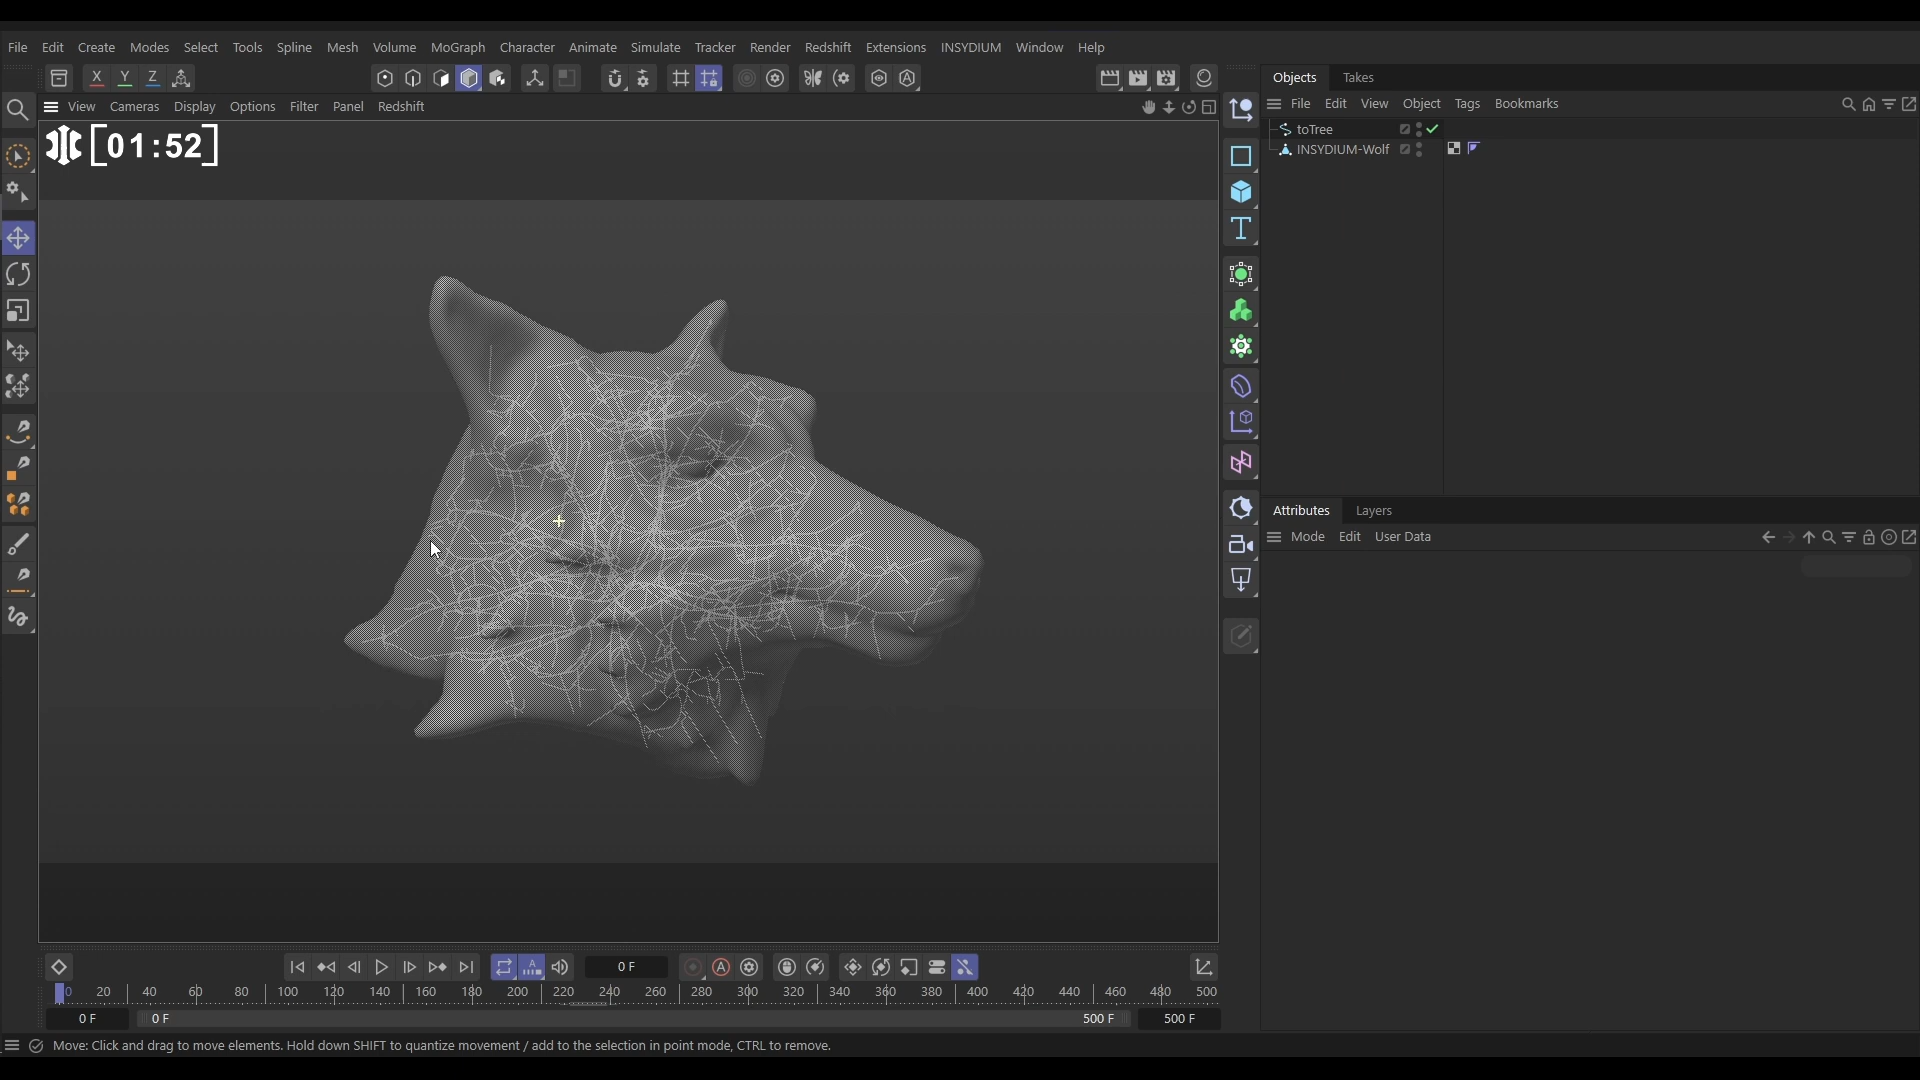 File Edit Create Modes Select Tools Spline Mesh Volume MoGraph Character Animate Simulate Tracker Render Redshift Extensions INSYDIUM Window Help
X Y Z
Objects Takes
View Cameras Display Options Filter Panel Redshift
File Edit View Object Tags Bookmarks
[01:52]
toTree
INSYDIUM-Wolf
Attributes Layers
Mode Edit User Data
0 F
0 20 40 60 80 100 120 140 160 180 200 220 240 260 280 300 320 340 360 380 400 420 440 460 480 500
0 F 0 F 500 F 500 F
Move: Click and drag to move elements. Hold down SHIFT to quantize movement / add to the selection in point mode, CTRL to remove.